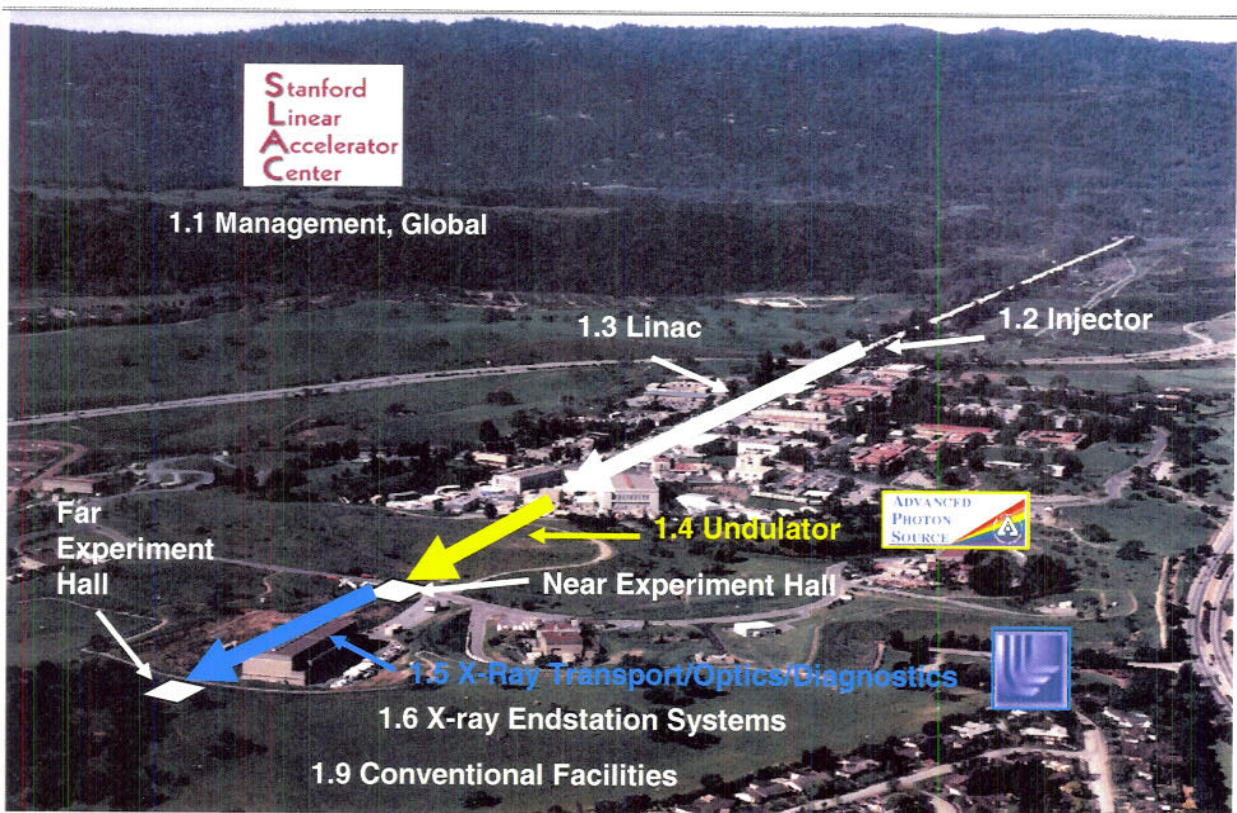 Stanford
Linear
Accelerator
Center
1.1 Management, Global
1.3 Linac
1.2 Injector
Far
Experiment
Hall
1.4 Undulator
ADVANCED
PHOTON
SOURCE
Near Experiment Hall
1.5 X-Ray Transport/Optics/Diagnostics
1.6 X-ray Endstation Systems
1.9 Conventional Facilities